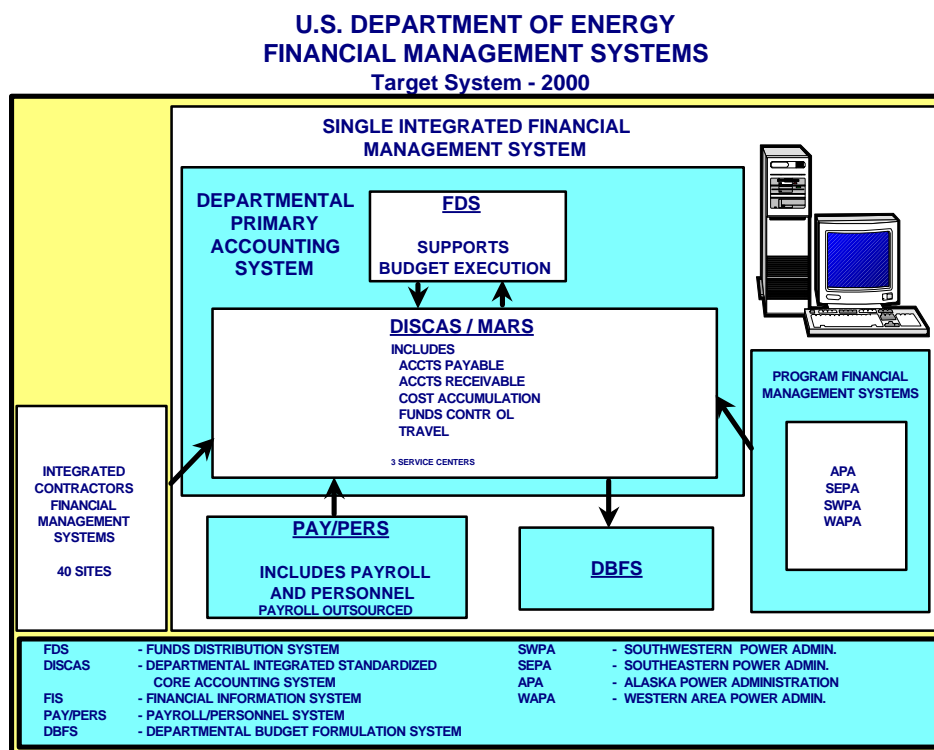 U.S. DEPARTMENT OF ENERGY
FINANCIAL MANAGEMENT SYSTEMS
Target System - 2000
SINGLE INTEGRATED FINANCIAL
MANAGEMENT SYSTEM
DEPARTMENTAL
PRIMARY
ACCOUNTING
SYSTEM
FDS
SUPPORTS
BUDGET EXECUTION
DISCAS / MARS
INCLUDES
ACCTS PAYABLE
ACCTS RECEIVABLE
COST ACCUMULATION
FUNDS CONTR OL
TRAVEL
3 SERVICE CENTERS
PROGRAM FINANCIAL
MANAGEMENT SYSTEMS
APA
SEPA
SWPA
WAPA
INTEGRATED
CONTRACTORS
FINANCIAL
MANAGEMENT
SYSTEMS
40 SITES
PAY/PERS
INCLUDES PAYROLL
AND PERSONNEL
PAYROLL OUTSOURCED
DBFS
FDS - FUNDS DISTRIBUTION SYSTEM
DISCAS - DEPARTMENTAL INTEGRATED STANDARDIZED
CORE ACCOUNTING SYSTEM
FIS - FINANCIAL INFORMATION SYSTEM
PAY/PERS - PAYROLL/PERSONNEL SYSTEM
DBFS - DEPARTMENTAL BUDGET FORMULATION SYSTEM
SWPA - SOUTHWESTERN POWER ADMIN.
SEPA - SOUTHEASTERN POWER ADMIN.
APA - ALASKA POWER ADMINISTRATION
WAPA - WESTERN AREA POWER ADMIN.